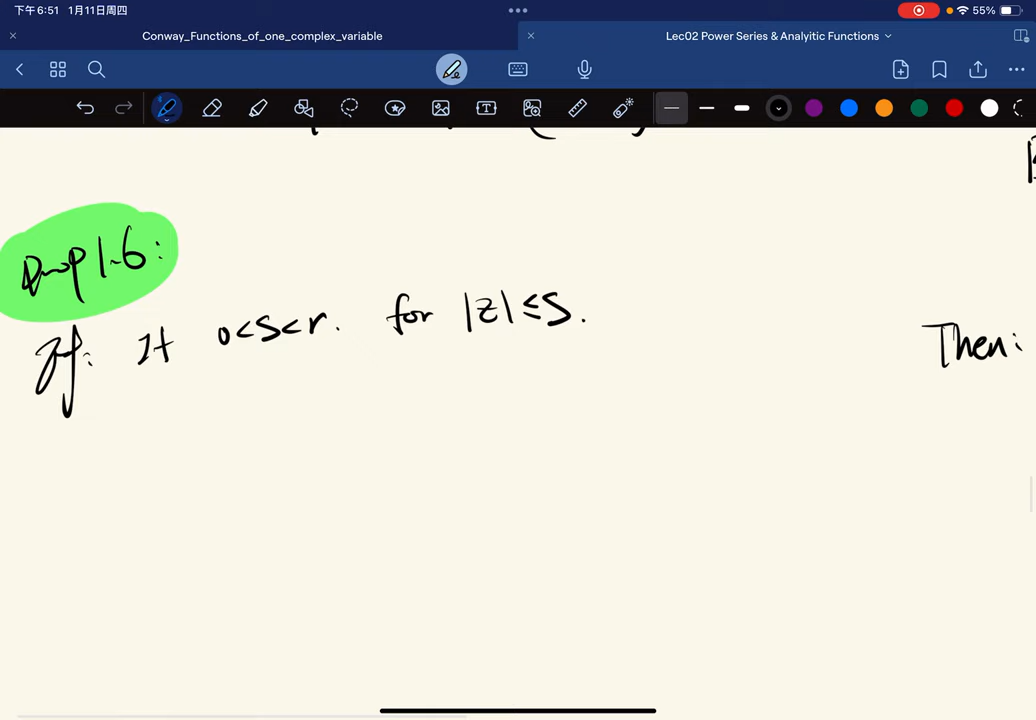 下午6:51 1月11日周四
55%
Conway_Functions_of_one_complex_variable
Lec02 Power Series & Analyitic Functions
Prop 1.6:
Pf: If 0<S<r. for |z|≤S.
Then: